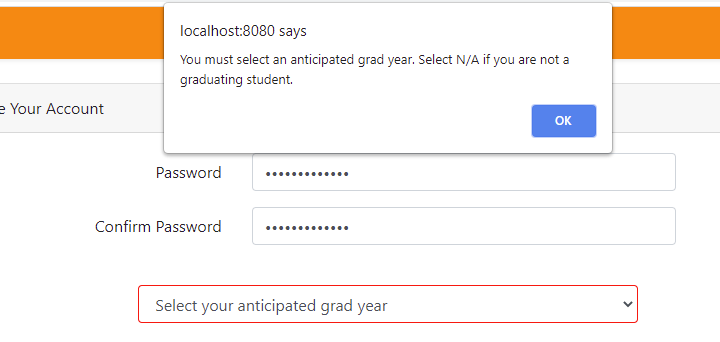 localhost:8080 says
You must select an anticipated grad year. Select N/A if you are not a
graduating student.
OK
e Your Account
Password
•••••••••••••
Confirm Password
•••••••••••••
Select your anticipated grad year